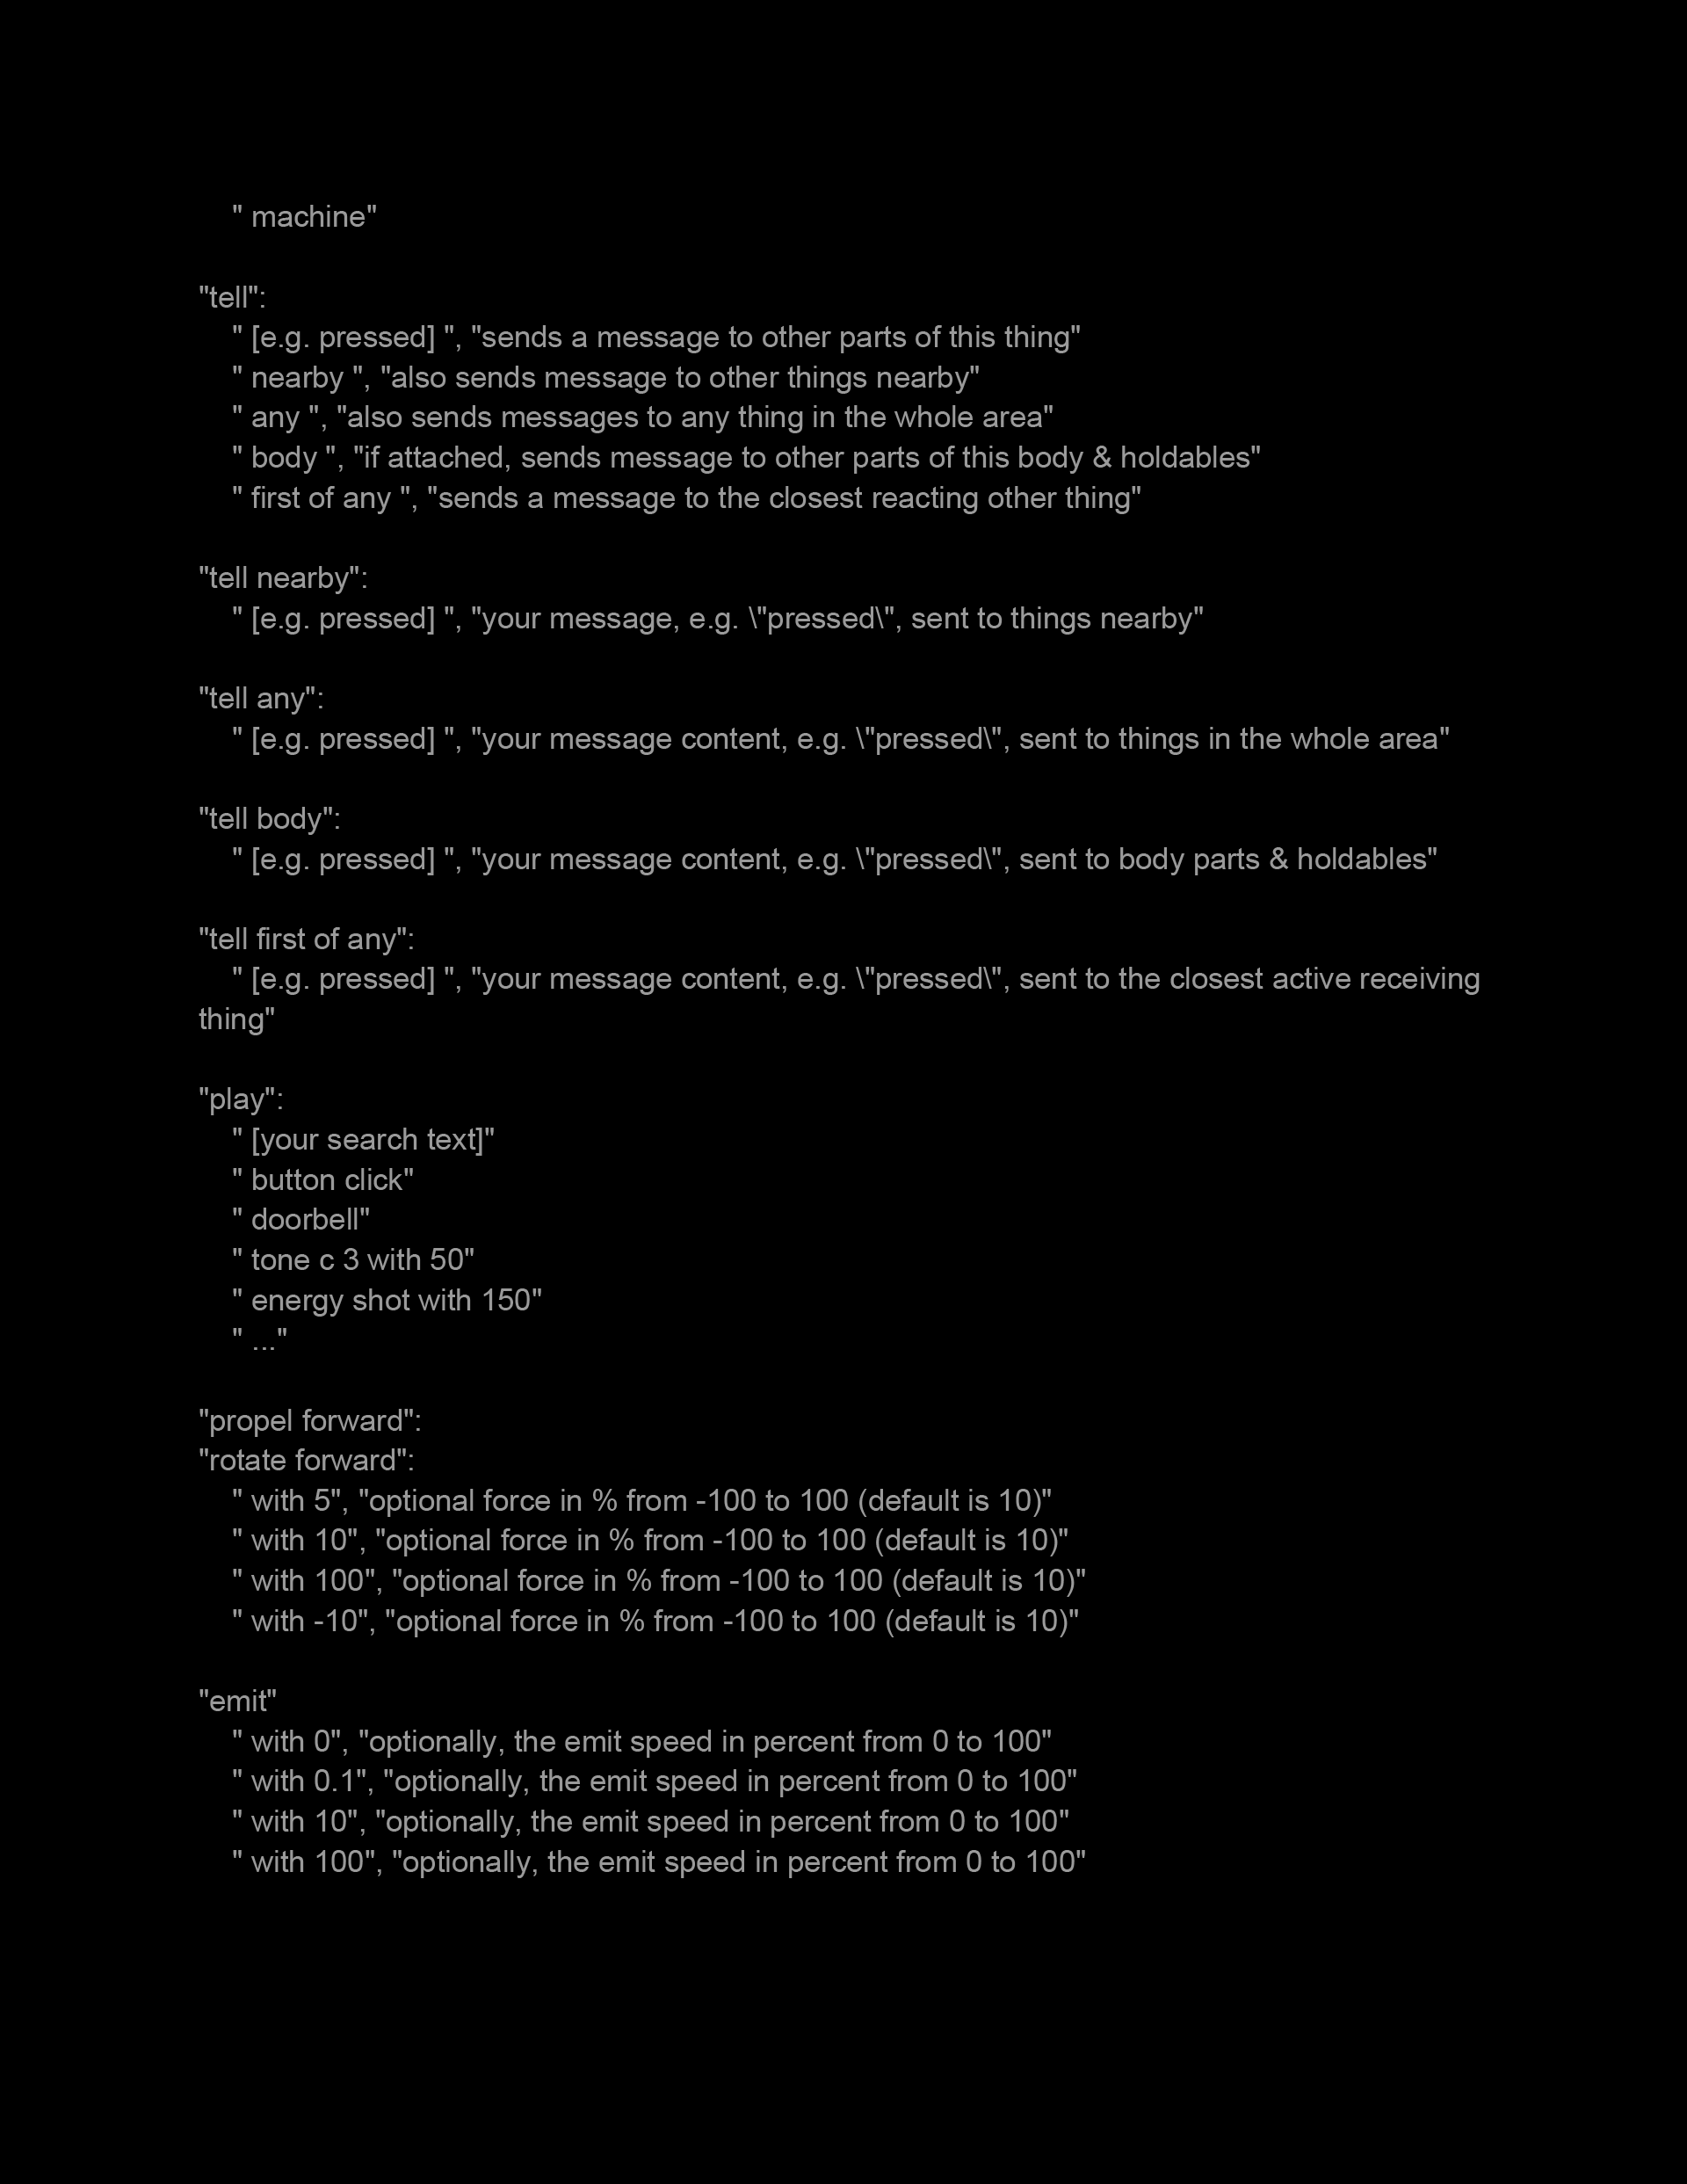 " machine"
"tell":
" [e.g. pressed] ", "sends a message to other parts of this thing"
" nearby ", "also sends message to other things nearby"
" any ", "also sends messages to any thing in the whole area"
" body ", "if attached, sends message to other parts of this body & holdables"
" first of any ", "sends a message to the closest reacting other thing"
"tell nearby":
" [e.g. pressed] ", "your message, e.g. \"pressed\", sent to things nearby"
"tell any":
" [e.g. pressed] ", "your message content, e.g. \"pressed\", sent to things in the whole area"
"tell body":
" [e.g. pressed] ", "your message content, e.g. \"pressed\", sent to body parts & holdables"
"tell first of any":
" [e.g. pressed] ", "your message content, e.g. \"pressed\", sent to the closest active receiving
thing"
"play":
" [your search text]"
" button click"
" doorbell"
" tone c 3 with 50"
" energy shot with 150"
" ..."
"propel forward":
"rotate forward":
" with 5", "optional force in % from -100 to 100 (default is 10)"
" with 10", "optional force in % from -100 to 100 (default is 10)"
" with 100", "optional force in % from -100 to 100 (default is 10)"
" with -10", "optional force in % from -100 to 100 (default is 10)"
"emit"
" with 0", "optionally, the emit speed in percent from 0 to 100"
" with 0.1", "optionally, the emit speed in percent from 0 to 100"
" with 10", "optionally, the emit speed in percent from 0 to 100"
" with 100", "optionally, the emit speed in percent from 0 to 100"